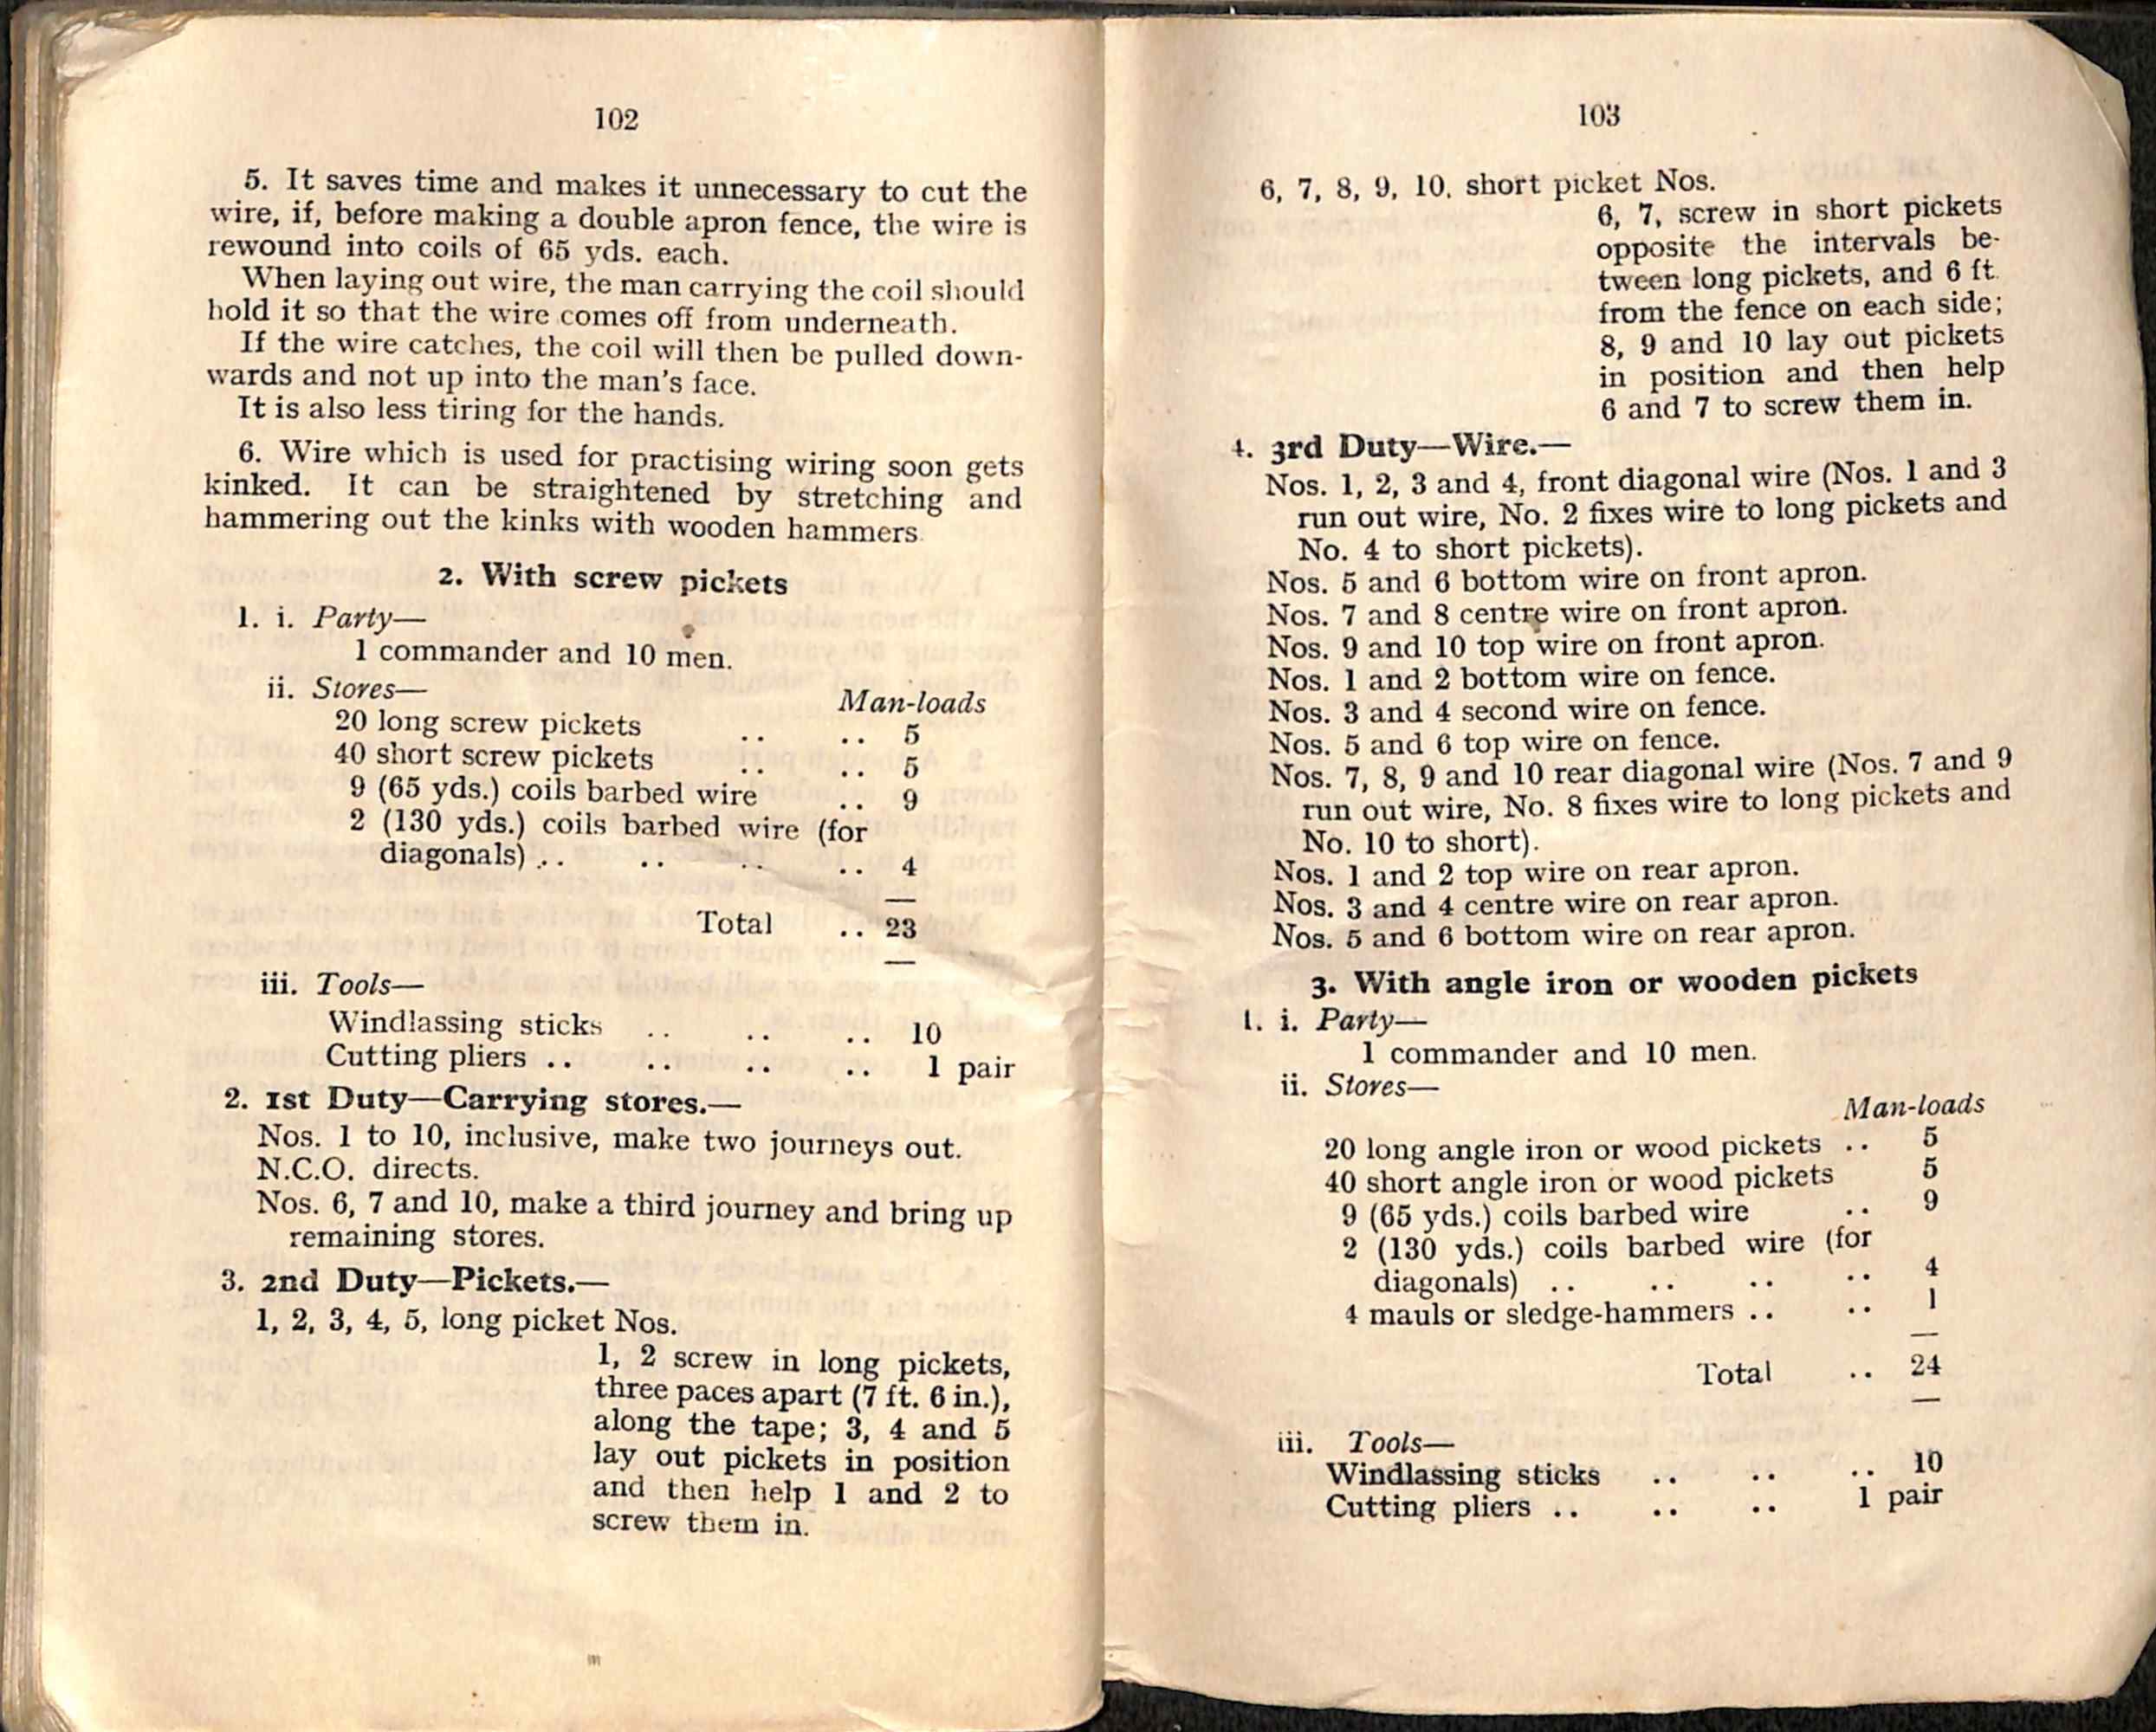 102
5. It saves time and makes it unnecessary to cut the
wire, if, before making a double apron fence, the wire is
rewound into coils of 65 yds. each.
When laying out wire, the man carrying the coil should
hold it so that the wire comes off from underneath.
If the wire catches, the coil will then be pulled down-
wards and not up into the man's face.
It is also less tiring for the hands.
6. Wire which is used for practising wiring soon gets
kinked. It can be straightened by stretching and
hammering out the kinks with wooden hammers.
2. With screw pickets
1. i. Party—
1 commander and 10 men.
ii. Stores—
Man-loads
20 long screw pickets .. .. 5
40 short screw pickets .. .. 5
9 (65 yds.) coils barbed wire .. 9
2 (130 yds.) coils barbed wire (for
diagonals) .. .. .. .. 4
Total .. 23
iii. Tools—
Windlassing sticks .. .. .. 10
Cutting pliers .. .. .. .. 1 pair
2. 1st Duty—Carrying stores.—
Nos. 1 to 10, inclusive, make two journeys out.
N.C.O. directs.
Nos. 6, 7 and 10, make a third journey and bring up
remaining stores.
3. 2nd Duty—Pickets.—
1, 2, 3, 4, 5, long picket Nos.
1, 2 screw in long pickets,
three paces apart (7 ft. 6 in.),
along the tape; 3, 4 and 5
lay out pickets in position
and then help 1 and 2 to
screw them in.
103
6, 7, 8, 9, 10, short picket Nos.
6, 7, screw in short pickets
opposite the intervals be-
tween long pickets, and 6 ft.
from the fence on each side;
8, 9 and 10 lay out pickets
in position and then help
6 and 7 to screw them in.
4. 3rd Duty—Wire.—
Nos. 1, 2, 3 and 4, front diagonal wire (Nos. 1 and 3
run out wire, No. 2 fixes wire to long pickets and
No. 4 to short pickets).
Nos. 5 and 6 bottom wire on front apron.
Nos. 7 and 8 centre wire on front apron.
Nos. 9 and 10 top wire on front apron.
Nos. 1 and 2 bottom wire on fence.
Nos. 3 and 4 second wire on fence.
Nos. 5 and 6 top wire on fence.
Nos. 7, 8, 9 and 10 rear diagonal wire (Nos. 7 and 9
run out wire, No. 8 fixes wire to long pickets and
No. 10 to short).
Nos. 1 and 2 top wire on rear apron.
Nos. 3 and 4 centre wire on rear apron.
Nos. 5 and 6 bottom wire on rear apron.
3. With angle iron or wooden pickets
1. i. Party—
1 commander and 10 men.
ii. Stores—
Man-loads
20 long angle iron or wood pickets .. 5
40 short angle iron or wood pickets 5
9 (65 yds.) coils barbed wire .. 9
2 (130 yds.) coils barbed wire (for
diagonals) .. .. .. .. 4
4 mauls or sledge-hammers .. .. 1
Total .. 24
iii. Tools—
Windlassing sticks .. .. .. 10
Cutting pliers .. .. .. 1 pair